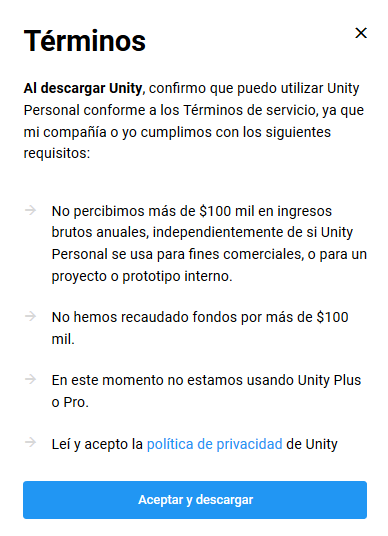 Términos
Al descargar Unity, confirmo que puedo utilizar Unity
Personal conforme a los Términos de servicio, ya que
mi compañía o yo cumplimos con los siguientes
requisitos:
No percibimos más de $100 mil en ingresos
brutos anuales, independientemente de si Unity
Personal se usa para fines comerciales, o para un
proyecto o prototipo interno.
No hemos recaudado fondos por más de $100
mil.
En este momento no estamos usando Unity Plus
o Pro.
Leí y acepto la política de privacidad de Unity
Aceptar y descargar